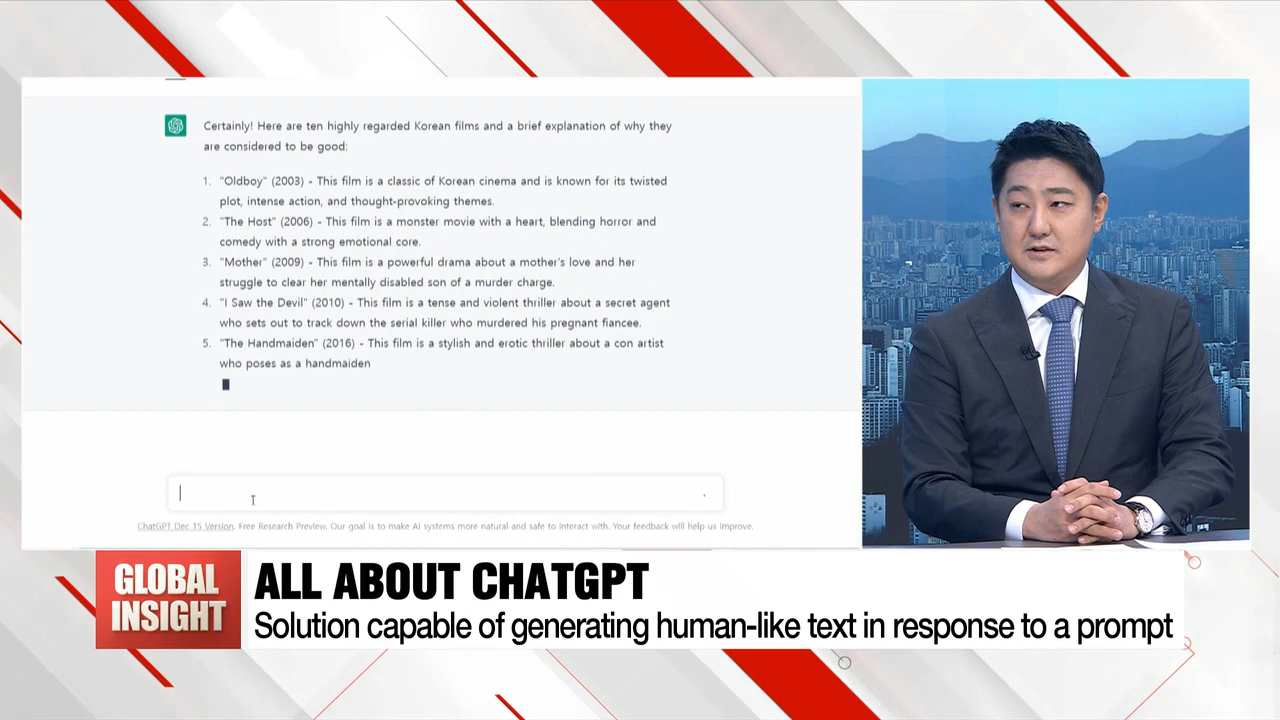 Certainly! Here are ten highly regarded Korean films and a brief explanation of why they
are considered to be good:
1. "Oldboy" (2003) - This film is a classic of Korean cinema and is known for its twisted
plot, intense action, and thought-provoking themes.
2. "The Host" (2006) - This film is a monster movie with a heart, blending horror and
comedy with a strong emotional core.
3. "Mother" (2009) - This film is a powerful drama about a mother's love and her
struggle to clear her mentally disabled son of a murder charge.
4. "I Saw the Devil" (2010) - This film is a tense and violent thriller about a secret agent
who sets out to track down the serial killer who murdered his pregnant fiancee.
5. "The Handmaiden" (2016) - This film is a stylish and erotic thriller about a con artist
who poses as a handmaiden
ChatGPT Dec 15 Version. Free Research Preview. Our goal is to make AI systems more natural and safe to interact with. Your feedback will help us improve.
GLOBAL
INSIGHT
ALL ABOUT CHATGPT
Solution capable of generating human-like text in response to a prompt